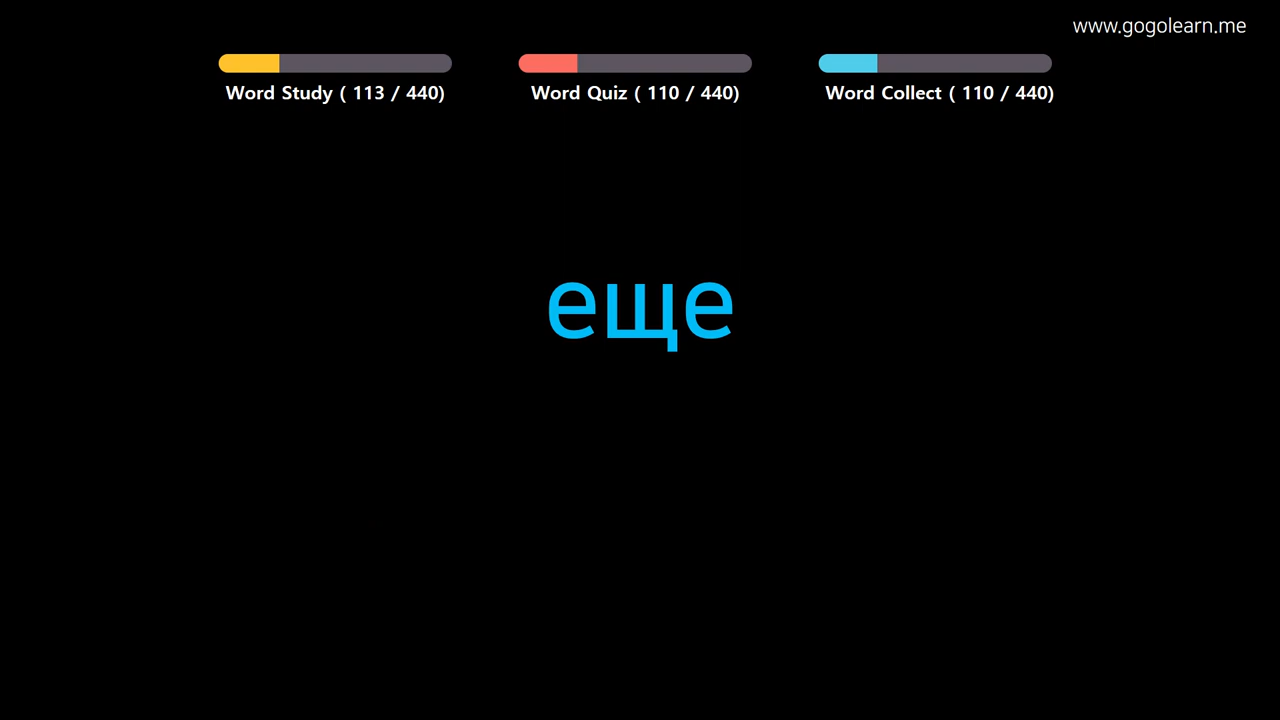 www.gogolearn.me
Word Study ( 113 / 440)
Word Quiz ( 110 / 440)
Word Collect ( 110 / 440)
еще